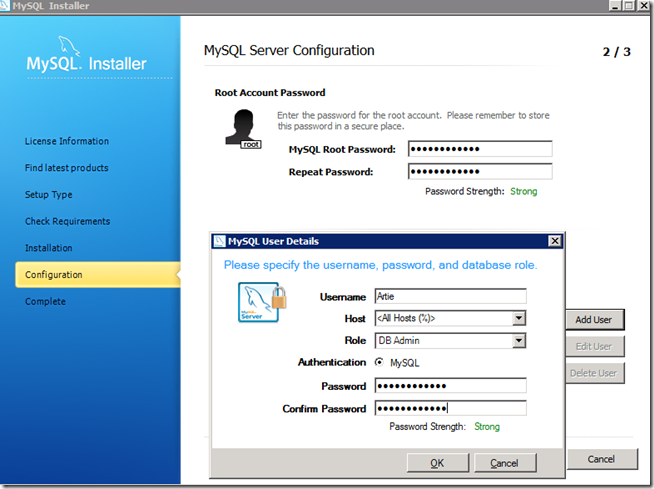 MySQL Installer
MySQL. Installer
License Information
Find latest products
Setup Type
Check Requirements
Installation
Configuration
Complete
MySQL Server Configuration
2 / 3
Root Account Password
Enter the password for the root account. Please remember to store
this password in a secure place.
root
MySQL Root Password: ●●●●●●●●●●●●
Repeat Password: ●●●●●●●●●●●●
Password Strength: Strong
MySQL User Details
Please specify the username, password, and database role.
MySQL
Server
Username Artie
Host <All Hosts (%)>
Role DB Admin
Authentication MySQL
Password ●●●●●●●●●●●●
Confirm Password ●●●●●●●●●●●●
Password Strength: Strong
OK Cancel
Add User
Edit User
Delete User
Cancel